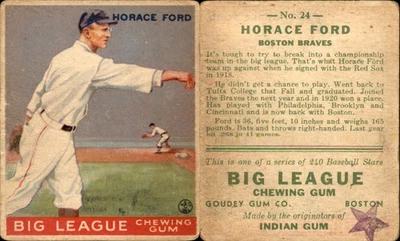 HORACE FORD
BIG LEAGUE CHEWING GUM
No. 24
HORACE FORD
BOSTON BRAVES
It's tough to try to break into a championship
team in the big league. That's what Horace Ford
was up against when he signed with the Red Sox
in 1918.
He didn't get a chance to play. Went back to
Tufts College that Fall and graduated. Joined
the Braves the next year and in 1920 won a place.
Has played with Philadelphia, Brooklyn and
Cincinnati and is now back with Boston.
Ford is 36, five feet, 10 inches and weighs 165
pounds. Bats and throws right-handed. Last year
hit in 41 games.
This is one of a series of 240 Baseball Stars
BIG LEAGUE
CHEWING GUM
GOUDEY GUM CO. BOSTON
Made by the originators of
INDIAN GUM